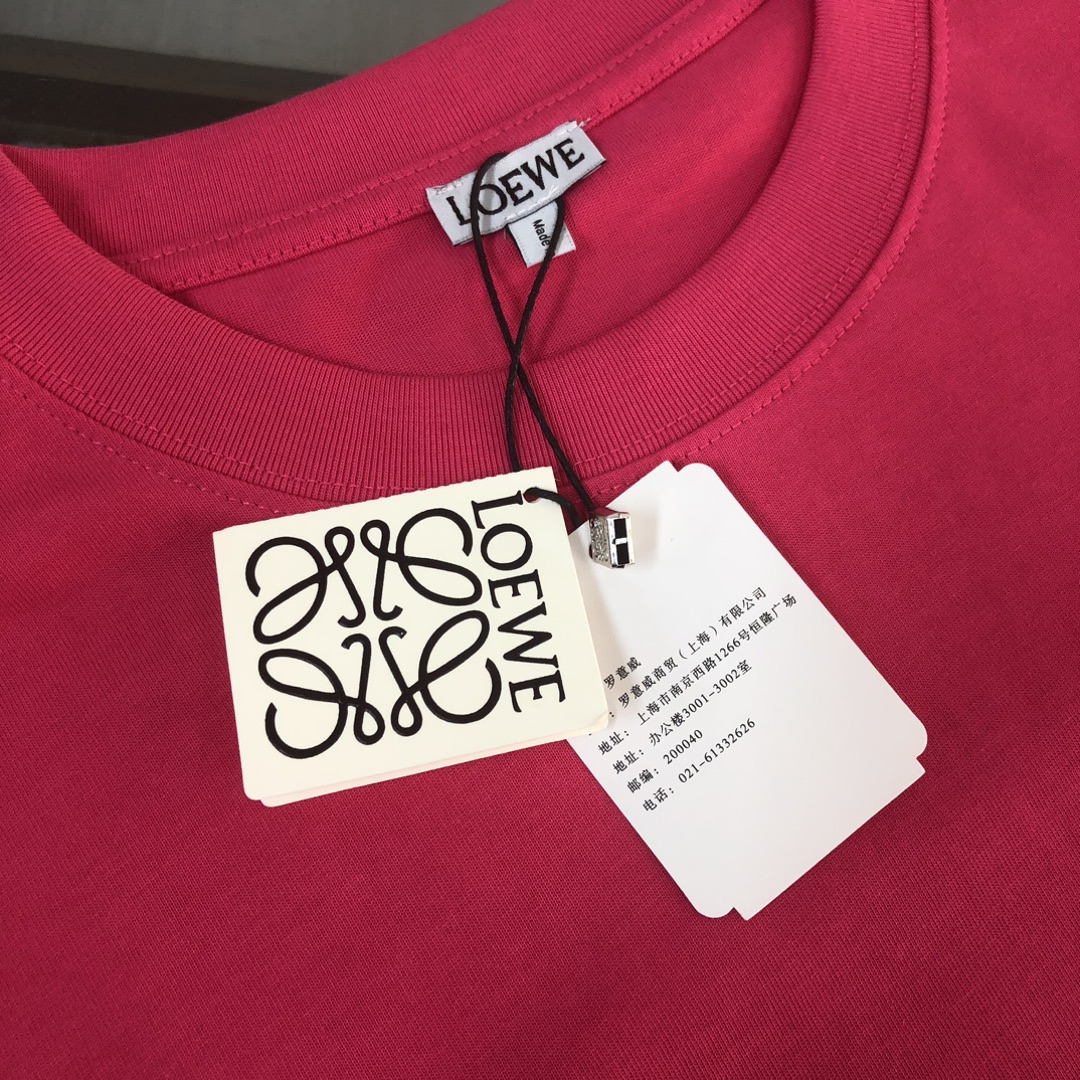 LOEWE
Made
LOEWE
罗意威
：罗意威商贸（上海）有限公司
地址：上海市南京西路1266号恒隆广场
地址：办公楼3001-3002室
邮编：200040
电话：021-61332626